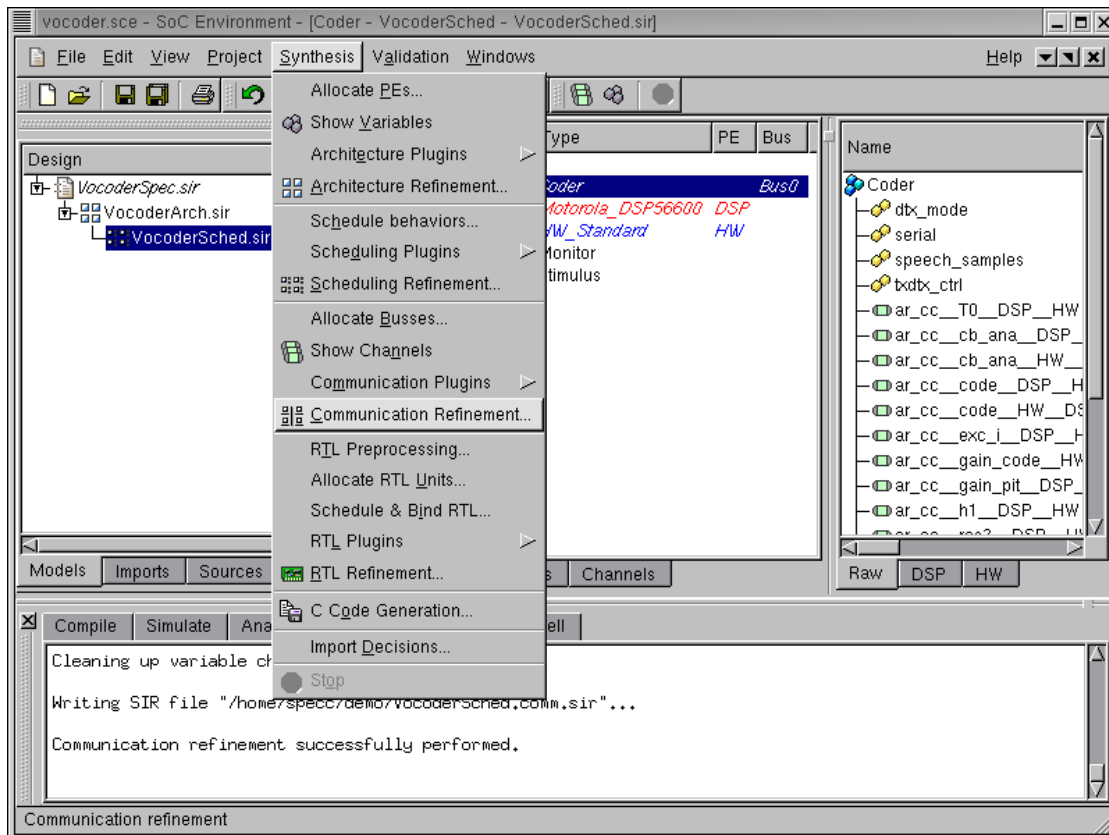 vocoder.sce - SoC Environment - [Coder - VocoderSched - VocoderSched.sir]
File Edit View Project Synthesis Validation Windows Help
Allocate PEs...
Show Variables
Architecture Plugins
Architecture Refinement...
Schedule behaviors...
Scheduling Plugins
Scheduling Refinement...
Allocate Busses...
Show Channels
Communication Plugins
Communication Refinement...
RTL Preprocessing...
Allocate RTL Units...
Schedule & Bind RTL...
RTL Plugins
RTL Refinement...
C Code Generation...
Import Decisions...
Stop
Design
VocoderSpec.sir
VocoderArch.sir
VocoderSched.sir
Models Imports Sources
Type PE Bus
Coder Bus0
Motorola_DSP56600 DSP
HW_Standard HW
Monitor
timulus
Channels
Name
Coder
dtx_mode
serial
speech_samples
txdtx_ctrl
ar_cc__T0__DSP__HW
ar_cc__cb_ana__DSP_
ar_cc__cb_ana__HW__
ar_cc__code__DSP__H
ar_cc__code__HW__DS
ar_cc__exc_i__DSP__H
ar_cc__gain_code__HW
ar_cc__gain_pit__DSP_
ar_cc__h1__DSP__HW
Raw DSP HW
Compile Simulate Ana ell
Cleaning up variable ch
Writing SIR file "/home/specc/demo/VocoderSched.comm.sir"...
Communication refinement successfully performed.
Communication refinement